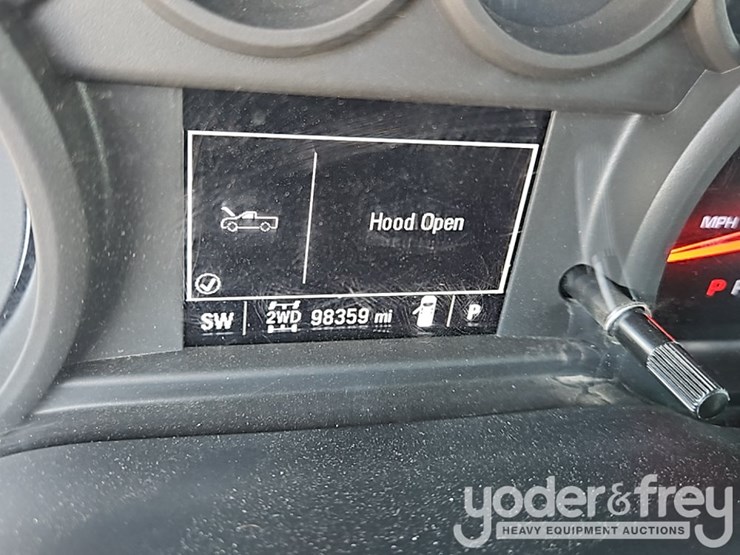 MPH
Hood Open
SW
2WD
98359 mi
P
P
yoder&frey
HEAVY EQUIPMENT AUCTIONS